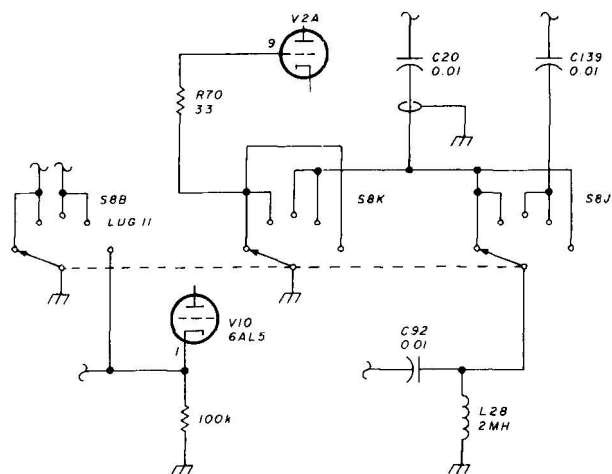 V2A
9
R70
33
C20
0.01
C139
0.01
S8B
LUG 11
S8K
S8J
V10
6AL5
1
100k
C92
0.01
L28
2MH